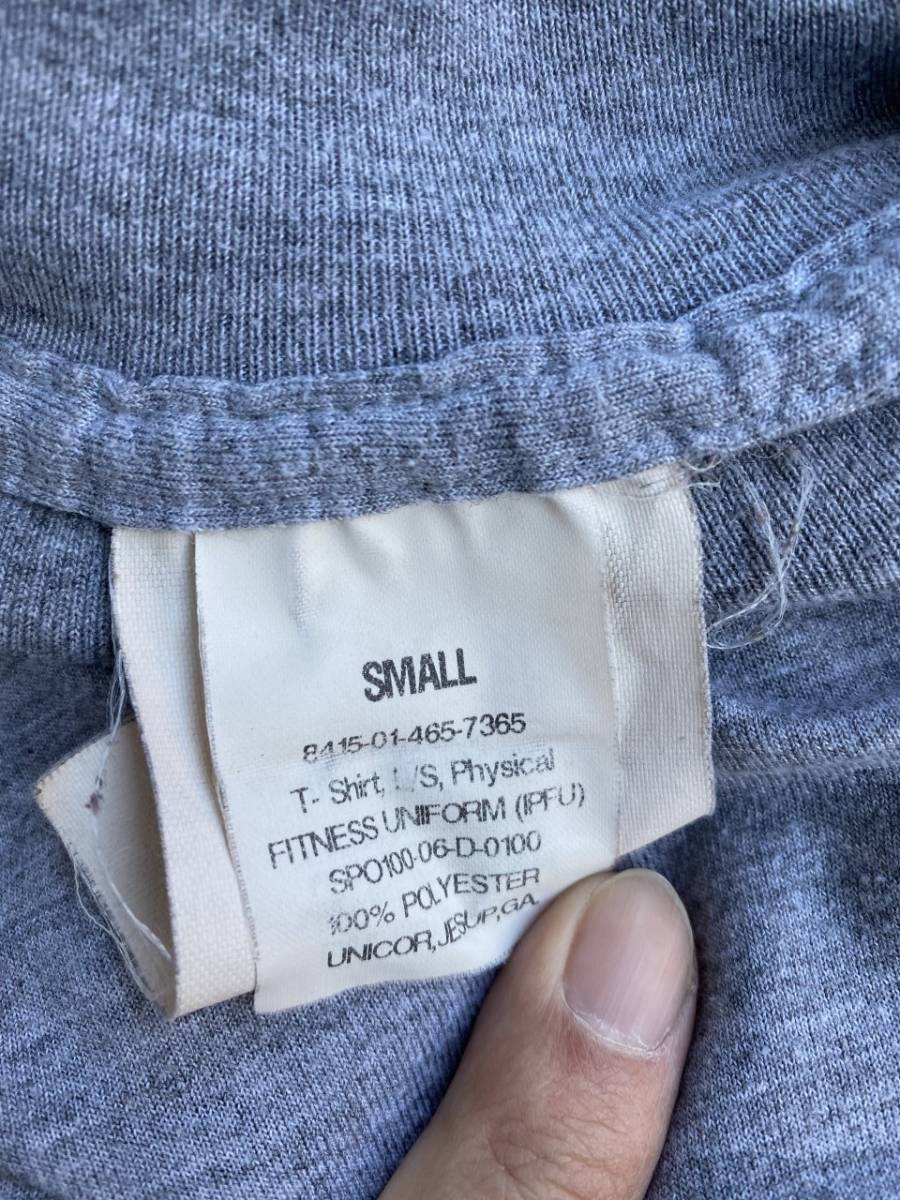 SMALL
8415-01-465-7365
T- Shirt, L/S, Physical
FITNESS UNIFORM (IPFU)
SPO100-06-D-0100
100% POLYESTER
UNICOR, JESUP, GA.